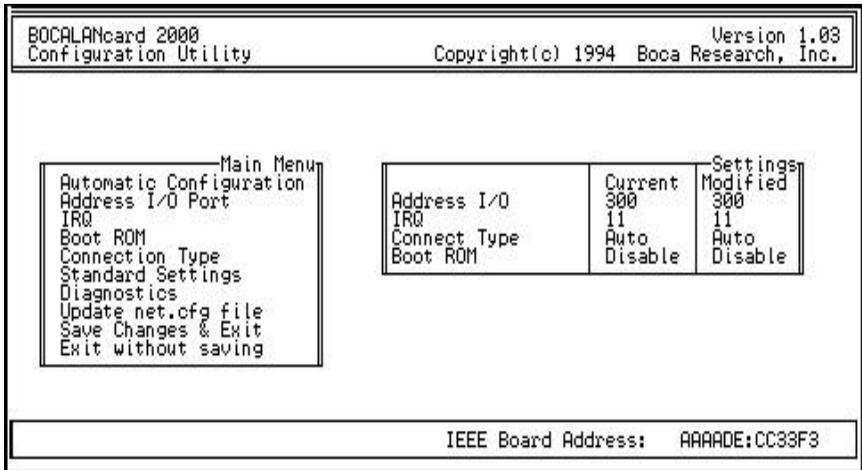 BOCALANcard 2000 Version 1.03
Configuration Utility Copyright(c) 1994 Boca Research, Inc.
Main Menu
Automatic Configuration
Address I/O Port
IRQ
Boot ROM
Connection Type
Standard Settings
Diagnostics
Update net.cfg file
Save Changes & Exit
Exit without saving
Settings
Current Modified
Address I/O 300 300
IRQ 11 11
Connect Type Auto Auto
Boot ROM Disable Disable
IEEE Board Address: AAAADE:CC33F3